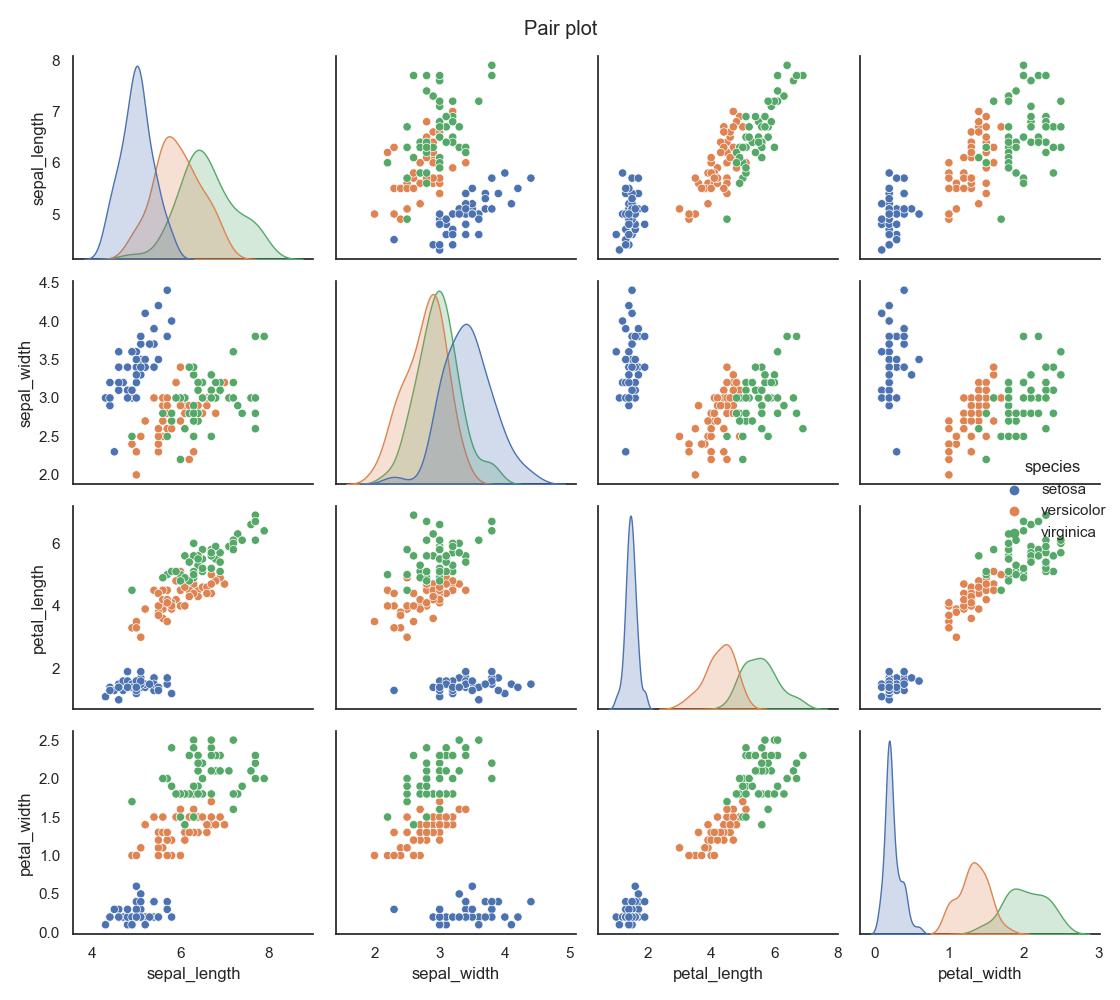 Pair plot
8
7
6
5
sepal_length
4.5
4.0
3.5
3.0
2.5
2.0
sepal_width
species
setosa
versicolor
virginica
6
4
2
petal_length
2.5
2.0
1.5
1.0
0.5
0.0
petal_width
4 6 8
2 3 4 5
2 4 6 8
0 1 2 3
sepal_length
sepal_width
petal_length
petal_width